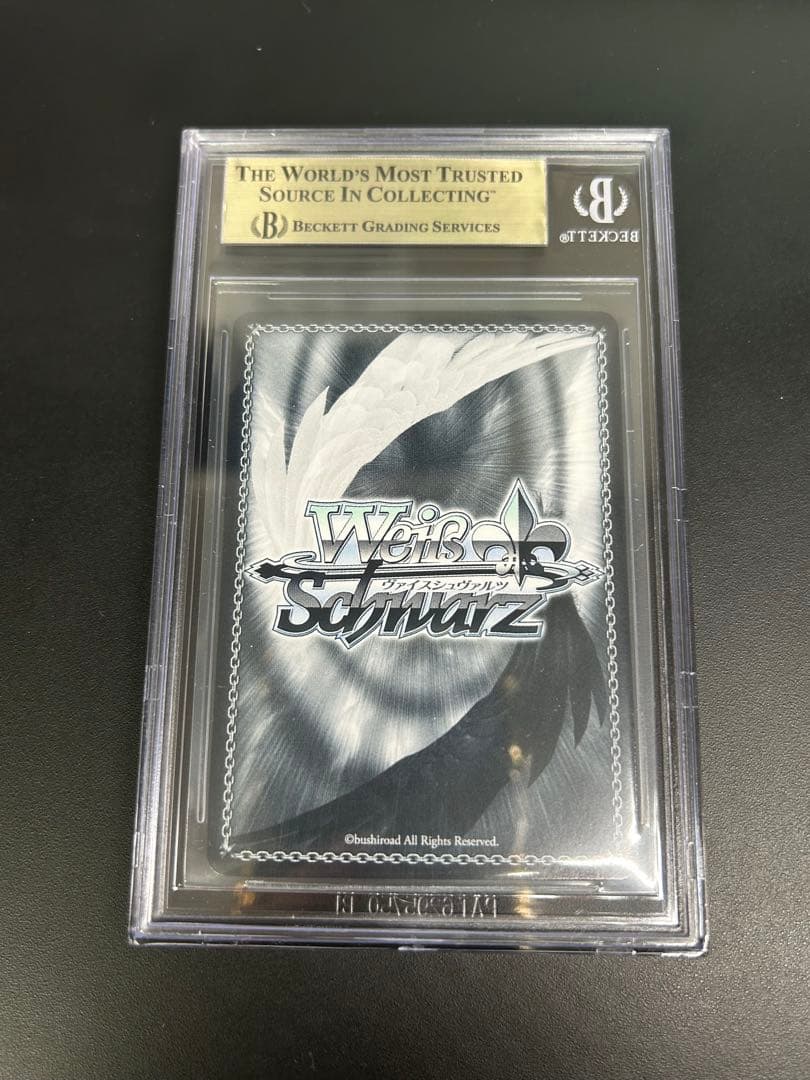 THE WORLD'S MOST TRUSTED
SOURCE IN COLLECTING™
B BECKETT GRADING SERVICES
B
BECKETT®
Weiß
ヴァイスシュヴァルツ
Schwarz
©bushiroad All Rights Reserved.